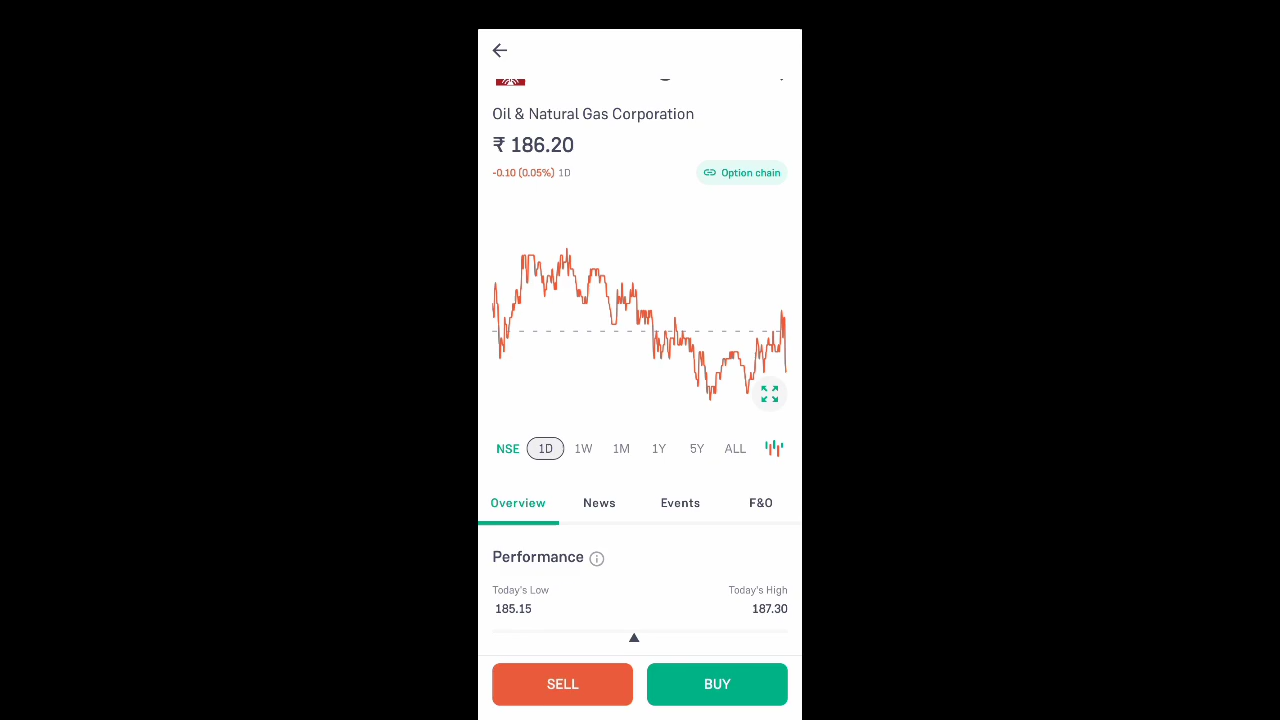 Oil & Natural Gas Corporation
₹ 186.20
-0.10 (0.05%) 1D
Option chain
NSE 1D 1W 1M 1Y 5Y ALL
Overview News Events F&O
Performance
Today's Low Today's High
185.15 187.30
SELL BUY